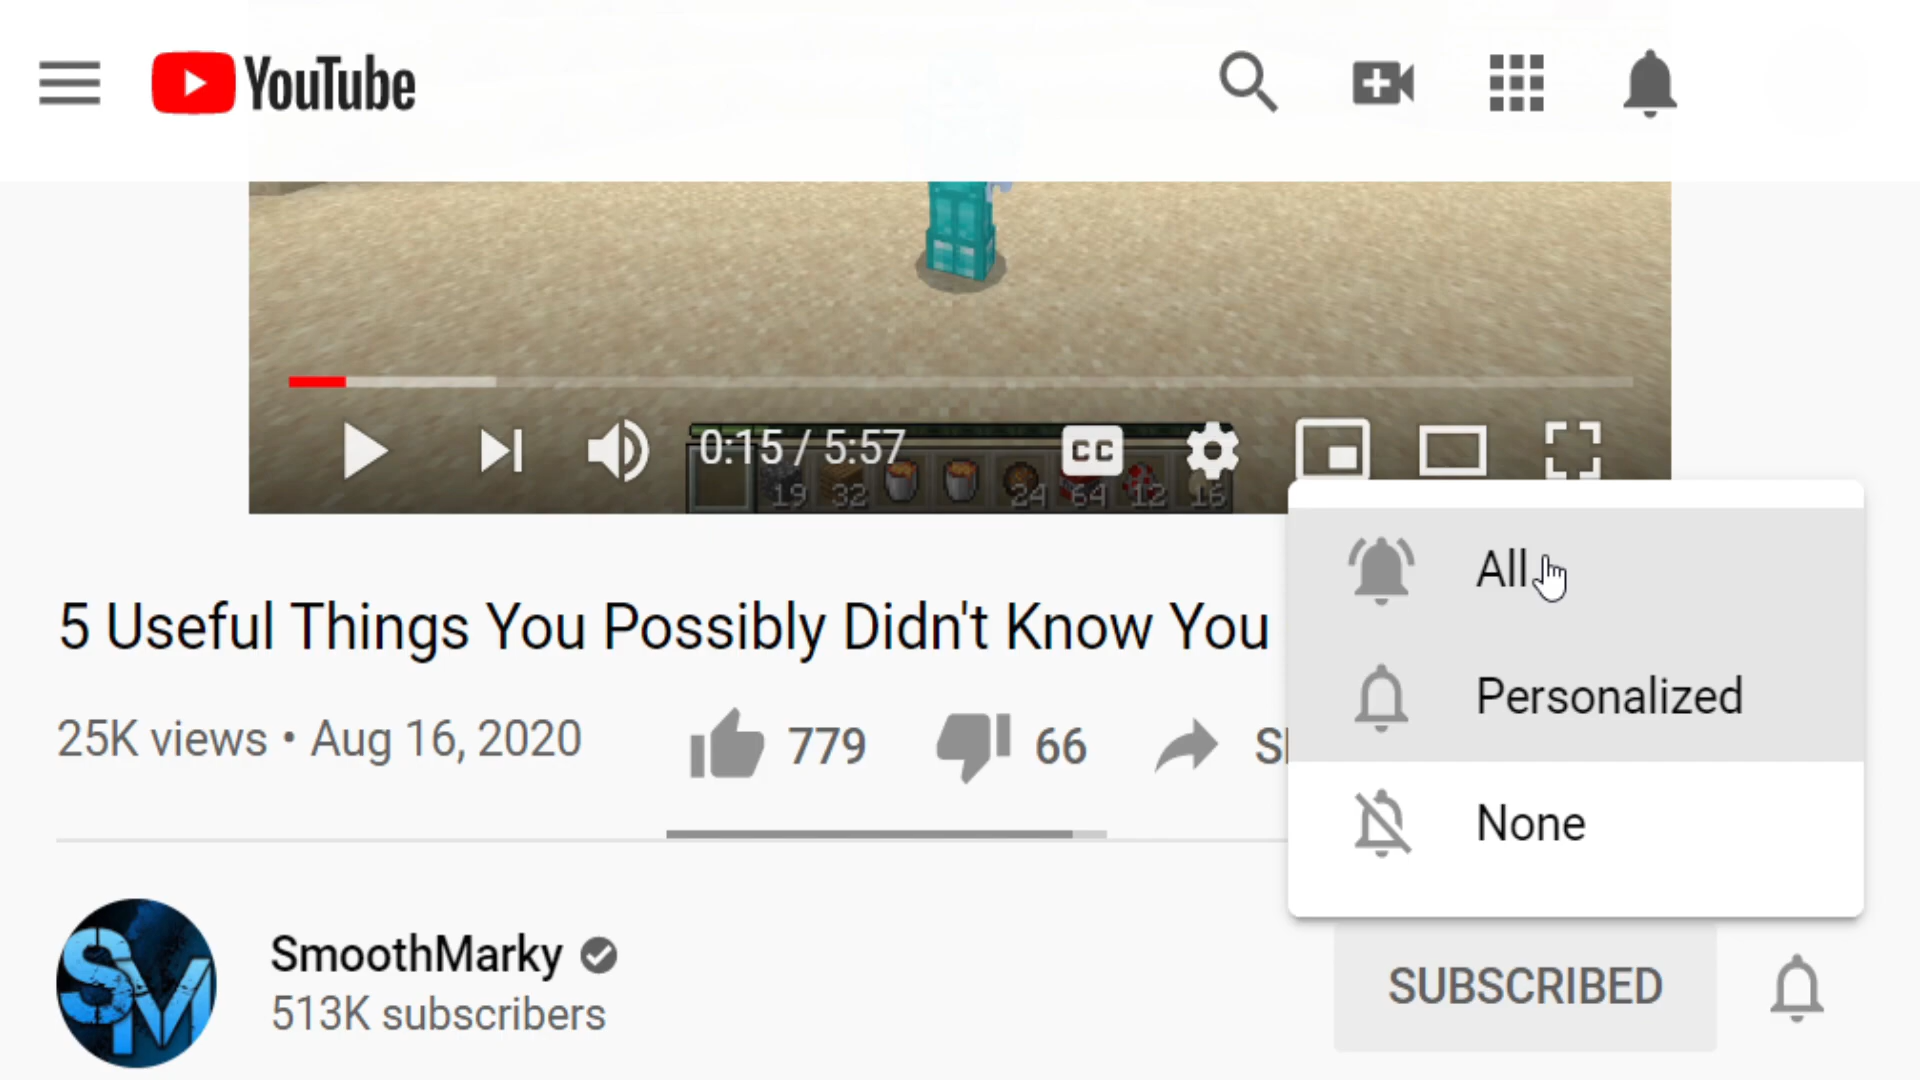 YouTube
0:15 / 5:57
CC
19 32 24 64 12 16
All
Personalized
None
5 Useful Things You Possibly Didn't Know You
25K views • Aug 16, 2020
779
66
SM
SmoothMarky
513K subscribers
SUBSCRIBED